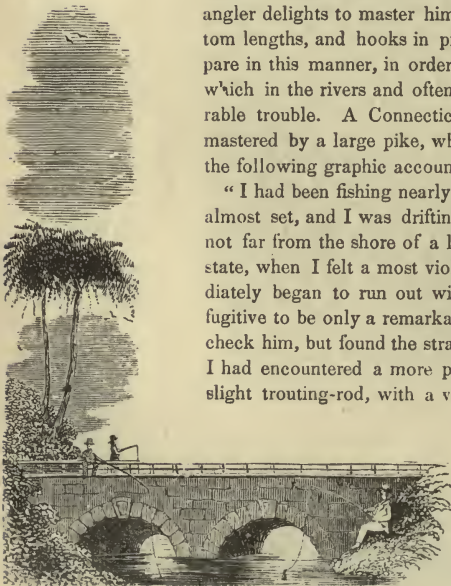 angler delights to master him
tom lengths, and hooks in p
pare in this manner, in order
which in the rivers and often
rable trouble. A Connectic
mastered by a large pike, wh
the following graphic accoun
“ I had been fishing nearly
almost set, and I was driftin
not far from the shore of a l
state, when I felt a most vio
diately began to run out wi
fugitive to be only a remarka
check him, but found the stra
I had encountered a more p
slight trouting-rod, with a v